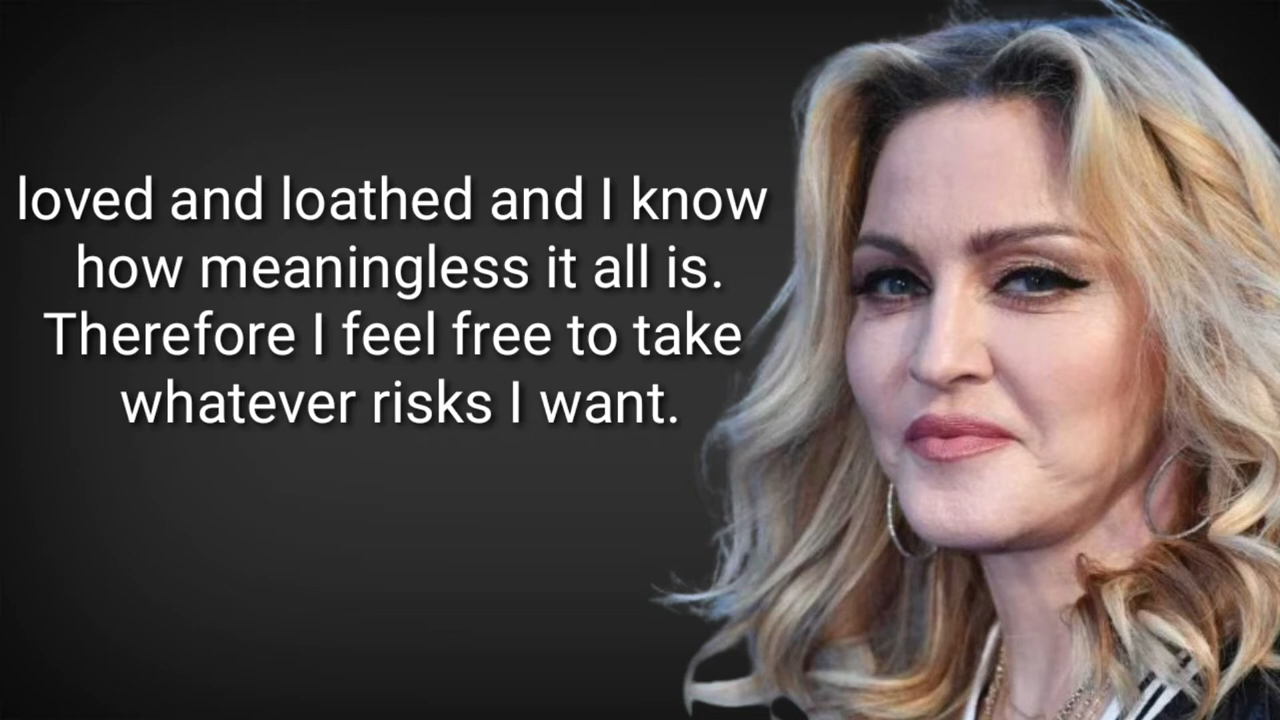 loved and loathed and I know
how meaningless it all is.
Therefore I feel free to take
whatever risks I want.